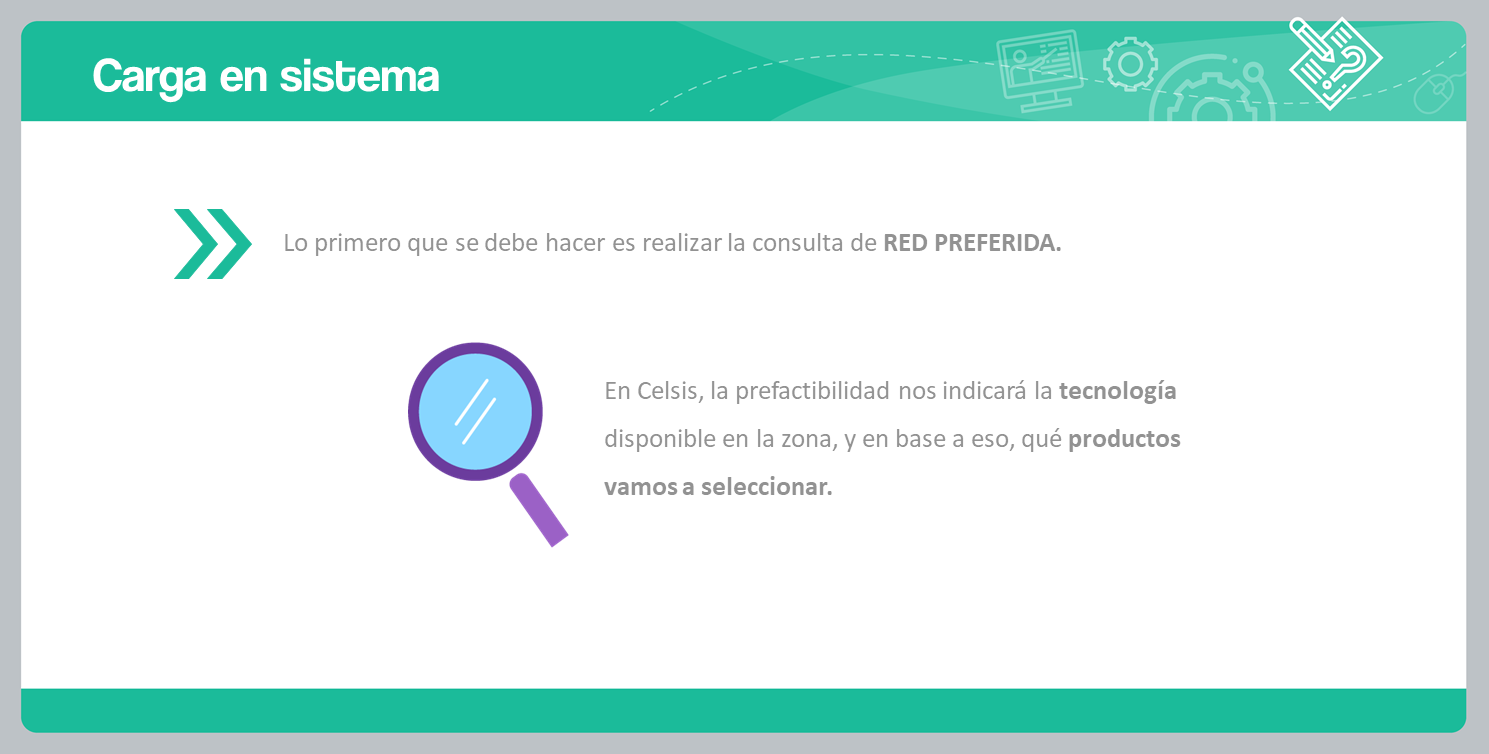 Carga en sistema
Lo primero que se debe hacer es realizar la consulta de RED PREFERIDA.
En Celsis, la prefactibilidad nos indicará la tecnología
disponible en la zona, y en base a eso, qué productos
vamos a seleccionar.